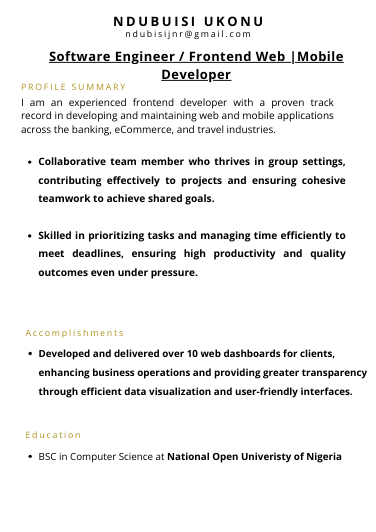 NDUBUISI UKONU
ndubisijnr@gmail.com
Software Engineer / Frontend Web |Mobile
Developer
PROFILE SUMMARY
I am an experienced frontend developer with a proven track
record in developing and maintaining web and mobile applications
across the banking, eCommerce, and travel industries.
• Collaborative team member who thrives in group settings,
contributing effectively to projects and ensuring cohesive
teamwork to achieve shared goals.
• Skilled in prioritizing tasks and managing time efficiently to
meet deadlines, ensuring high productivity and quality
outcomes even under pressure.
Accomplishments
• Developed and delivered over 10 web dashboards for clients,
enhancing business operations and providing greater transparency
through efficient data visualization and user-friendly interfaces.
Education
• BSC in Computer Science at National Open Univeristy of Nigeria